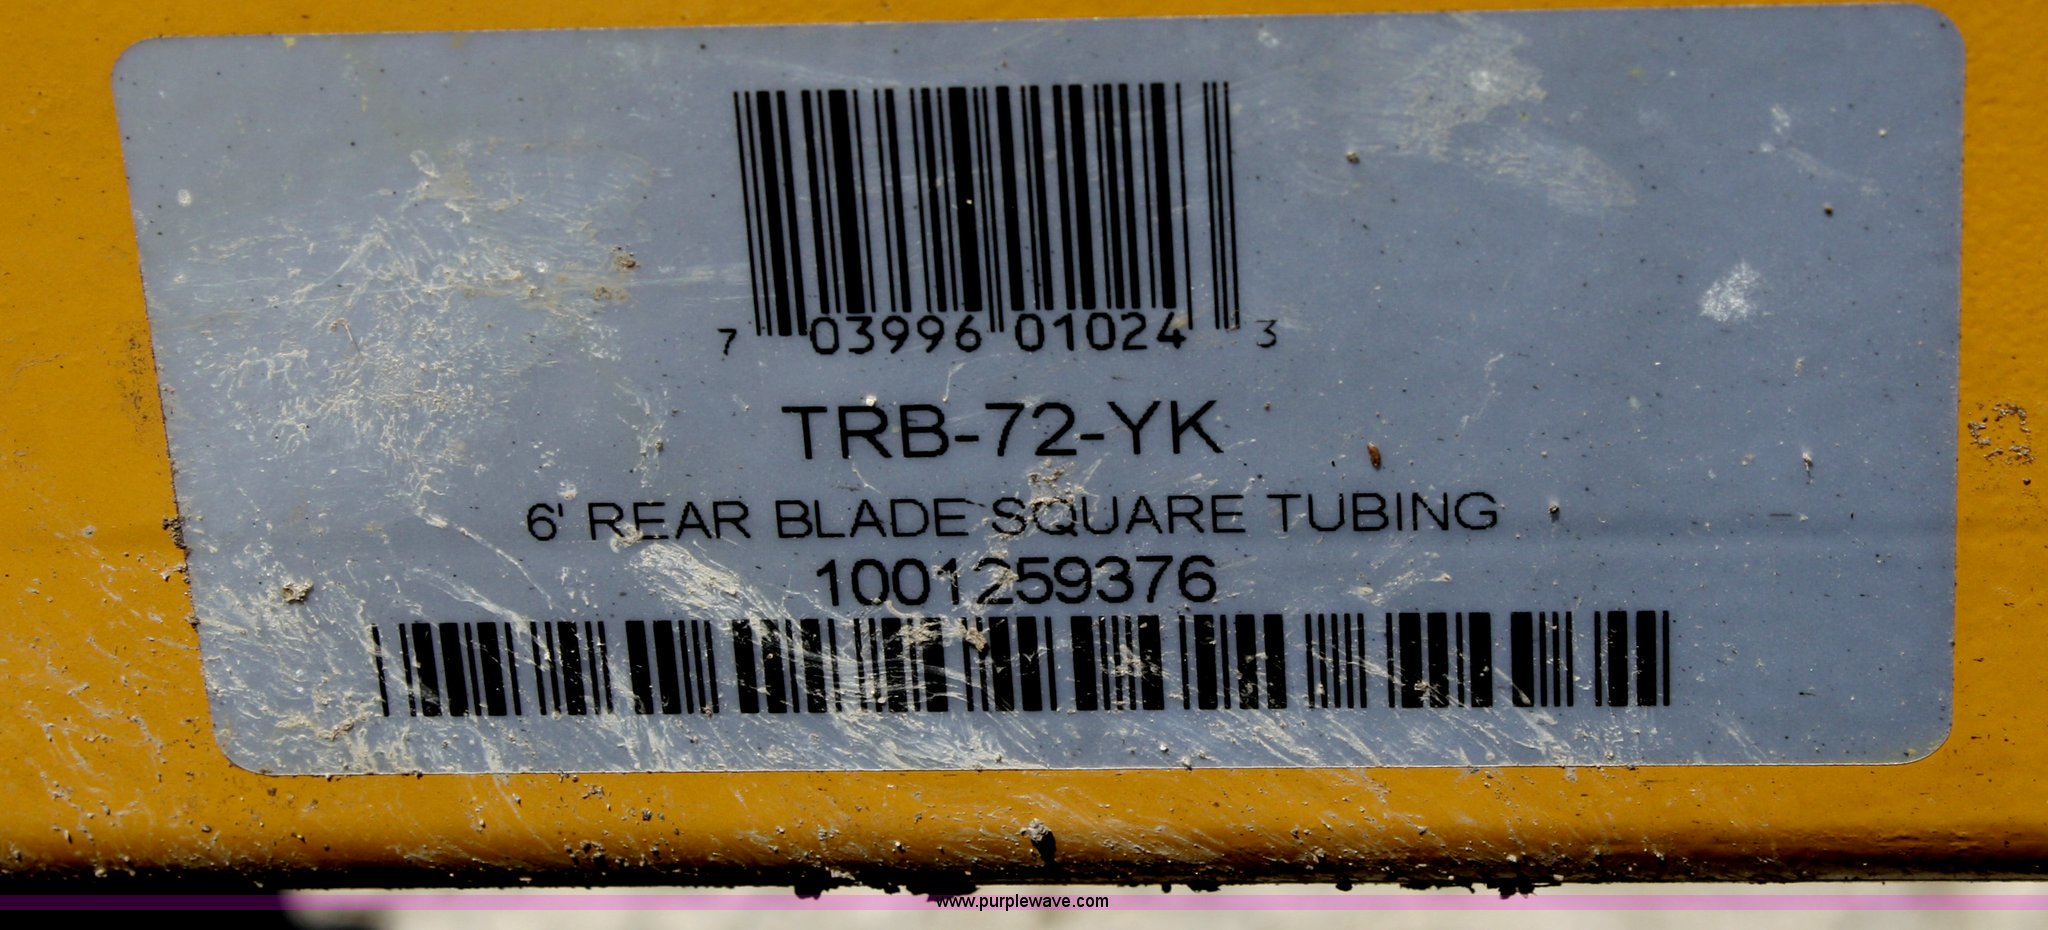 7 03996 01024 3
TRB-72-YK
6' REAR BLADE SQUARE TUBING
1001259376
www.purplewave.com